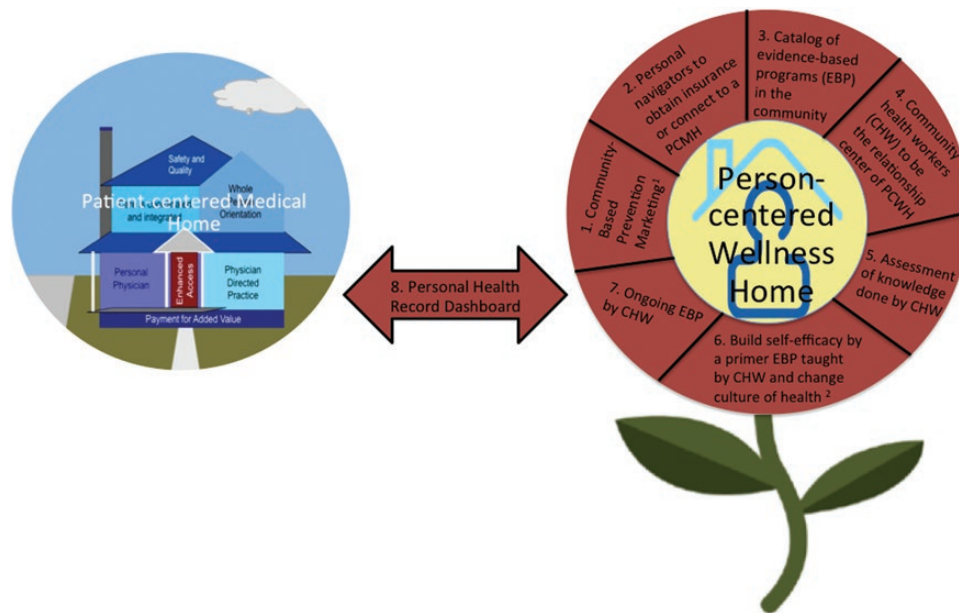 Safety and
Quality
Whole
Orientation
Patient-centered Medical
Home
and integrated
Personal
Physician
Enhanced
Access
Physician
Directed
Practice
Payment for Added Value
8. Personal Health
Record Dashboard
1. Community-
Based
Prevention
Marketing¹
2. Personal
navigators to
obtain insurance
or connect to a
PCMH
3. Catalog of
evidence-based
programs (EBP)
in the
community
4. Community
health workers
(CHW) to be
the relationship
center of PCWH
5. Assessment
of knowledge
done by CHW
6. Build self-efficacy by
a primer EBP taught
by CHW and change
culture of health ²
7. Ongoing EBP
by CHW
Person-
centered
Wellness
Home